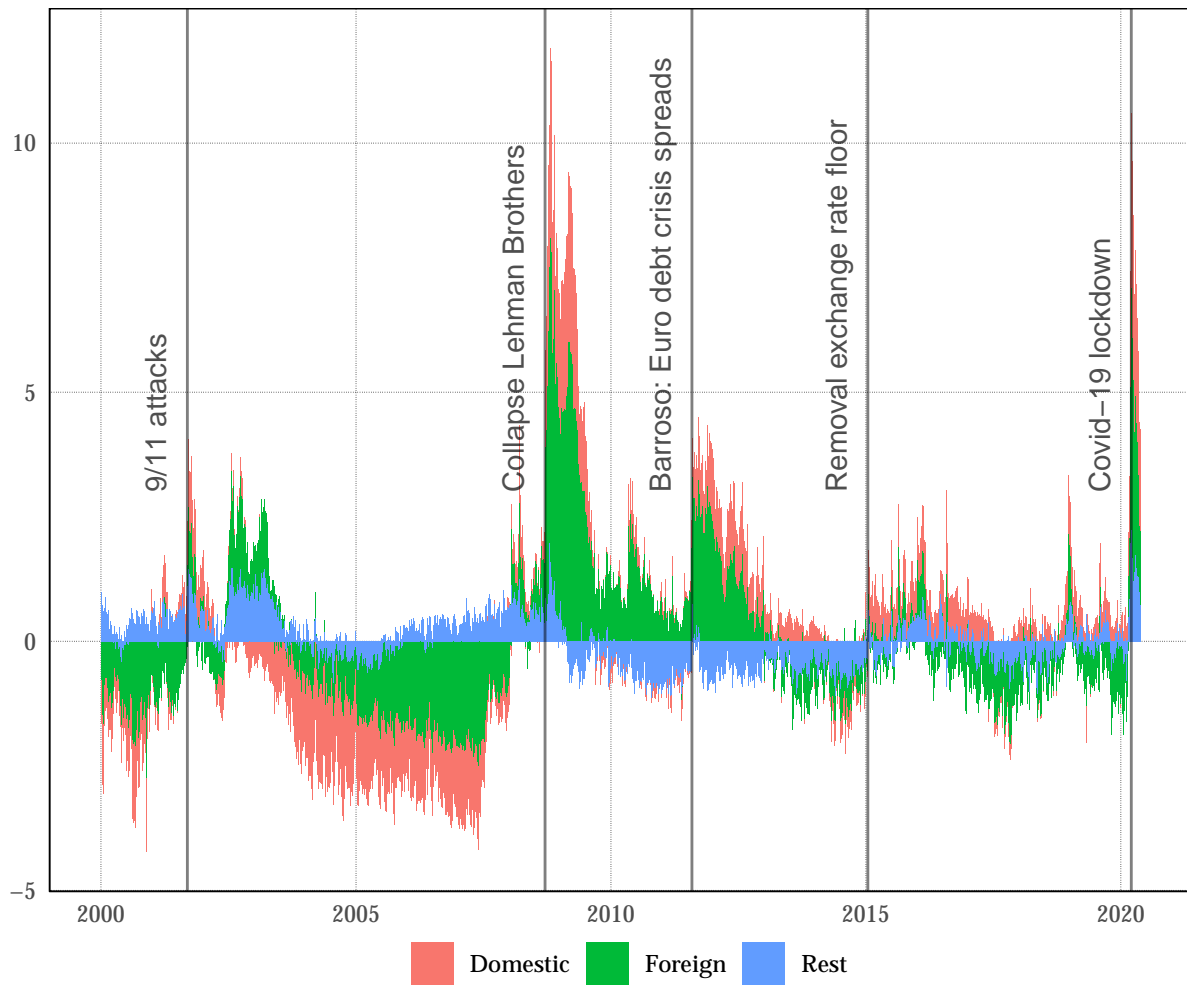 10
5
0
−5
9/11 attacks
Collapse Lehman Brothers
Barroso: Euro debt crisis spreads
Removal exchange rate floor
Covid−19 lockdown
2000 2005 2010 2015 2020
Domestic Foreign Rest